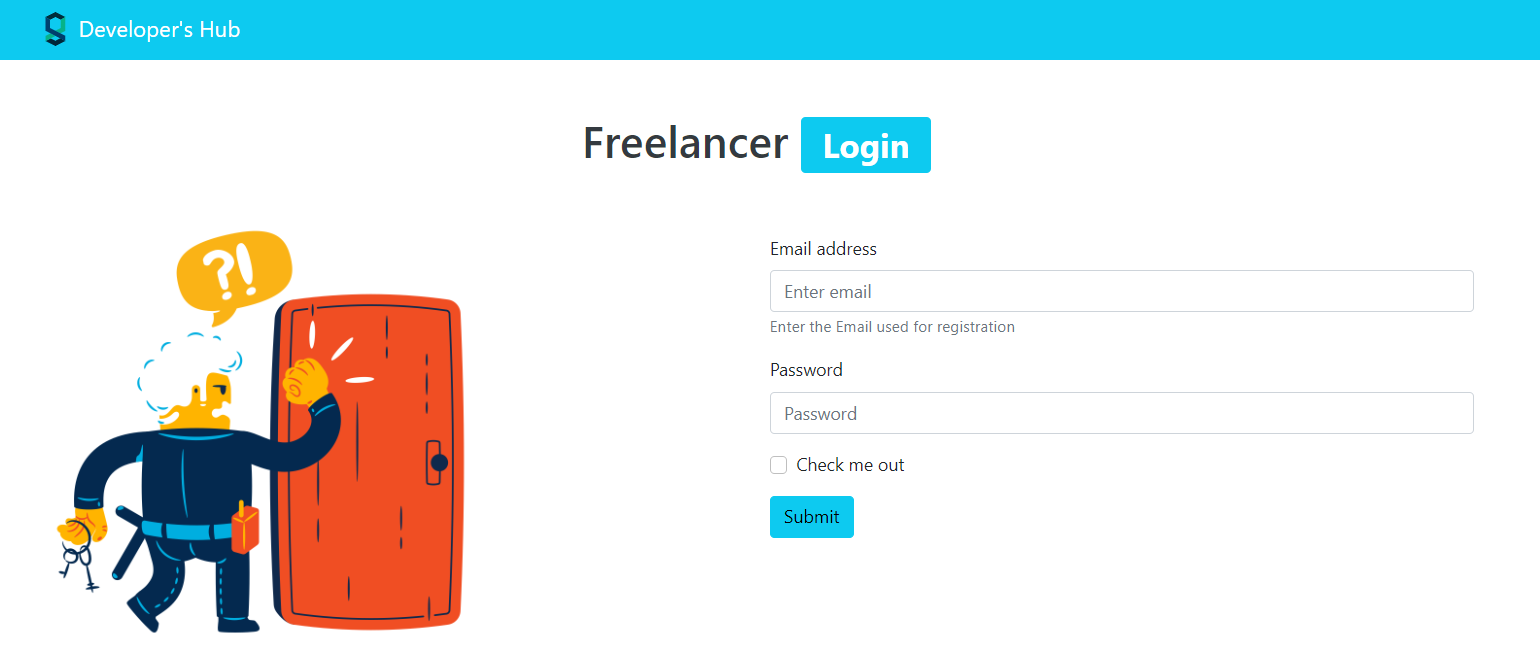 Developer's Hub
Freelancer Login
?!
Email address
Enter email
Enter the Email used for registration
Password
Password
Check me out
Submit